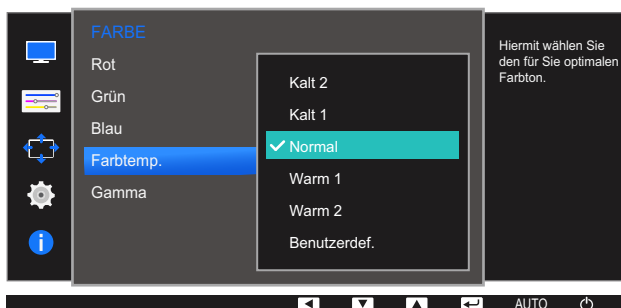 FARBE
Rot
Grün
Blau
Farbtemp.
Gamma
Kalt 2
Kalt 1
Normal
Warm 1
Warm 2
Benutzerdef.
Hiermit wählen Sie
den für Sie optimalen
Farbton.
AUTO